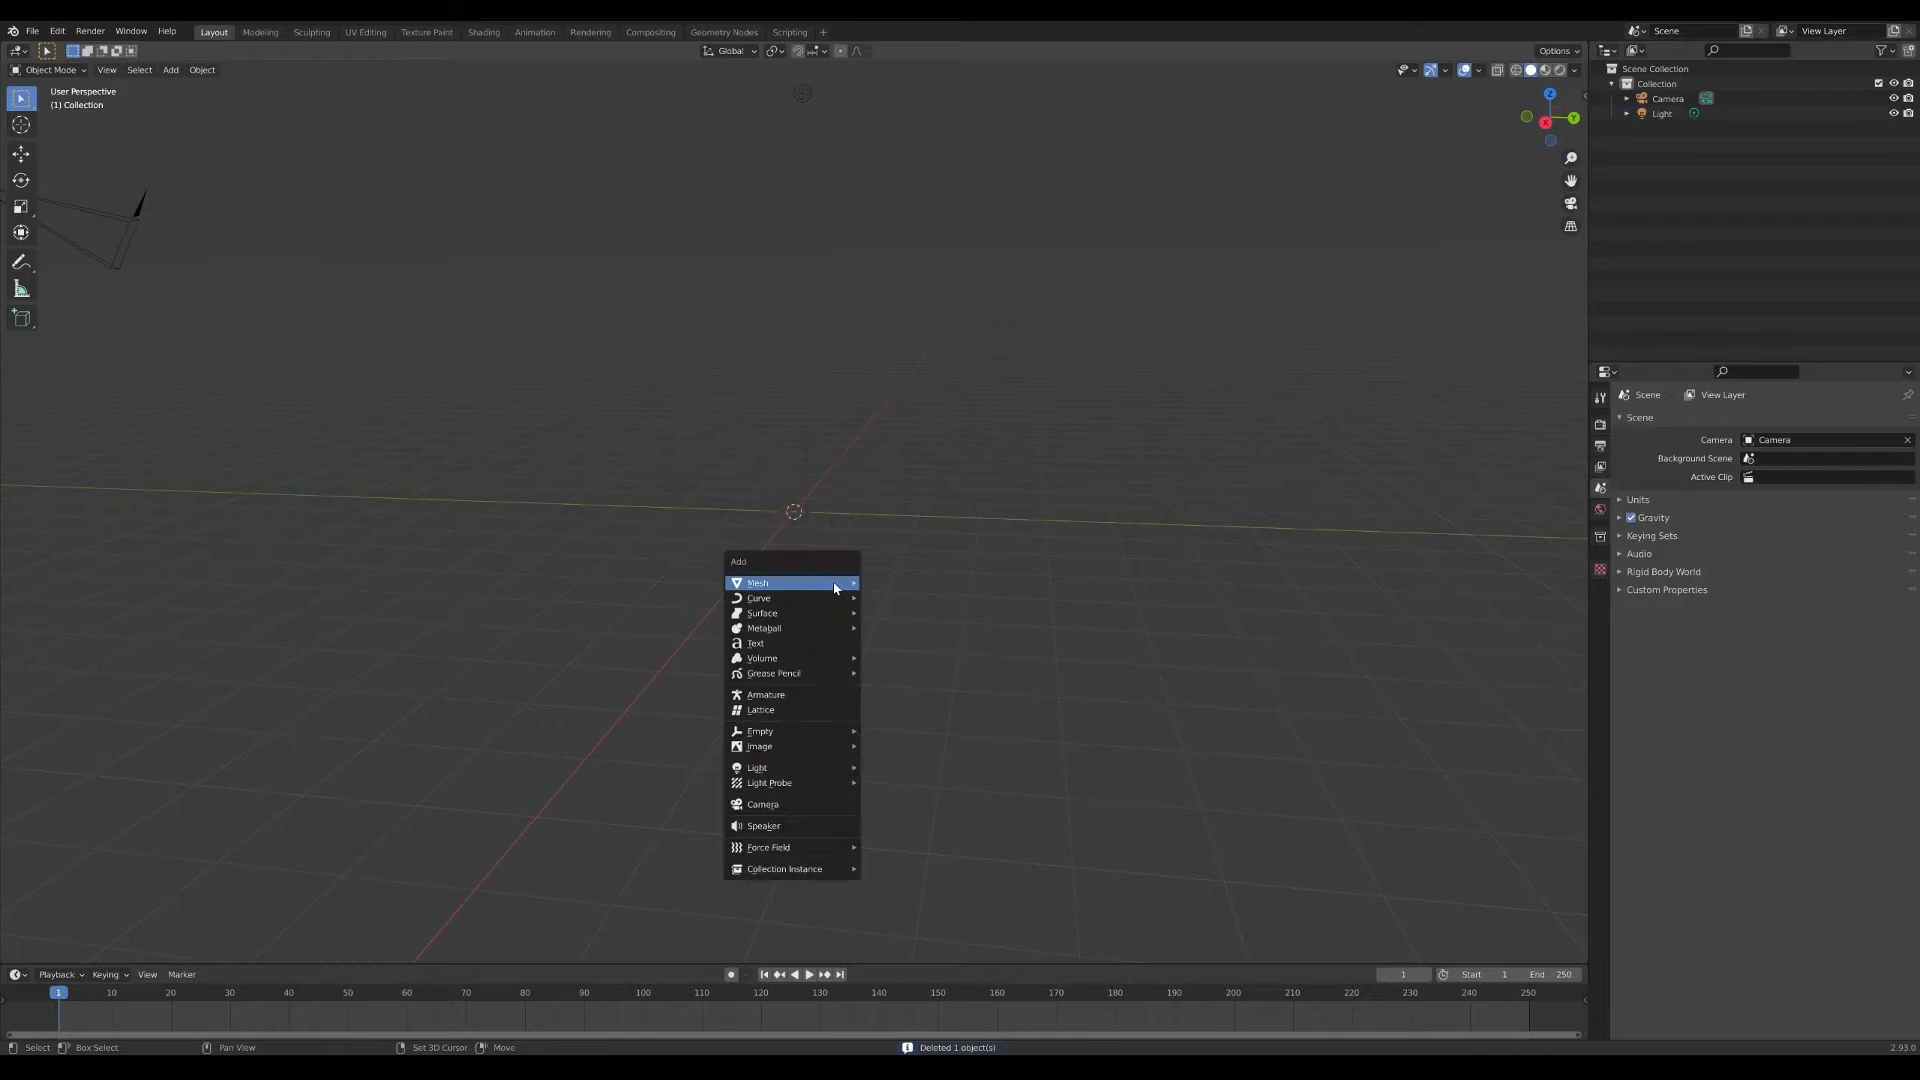 File Edit Render Window Help Layout Modeling Sculpting UV Editing Texture Paint Shading Animation Rendering Compositing Geometry Nodes Scripting + Scene View Layer
Global Options
Object Mode View Select Add Object
User Perspective
(1) Collection
Z
Y
X
Scene Collection
Collection
Camera
Light
Scene View Layer
Scene
Camera Camera
Background Scene
Active Clip
Units
Gravity
Keying Sets
Audio
Rigid Body World
Custom Properties
Add
Mesh
Curve
Surface
Metaball
Text
Volume
Grease Pencil
Armature
Lattice
Empty
Image
Light
Light Probe
Camera
Speaker
Force Field
Collection Instance
Playback Keying View Marker 1 Start 1 End 250
1 10 20 30 40 50 60 70 80 90 100 110 120 130 140 150 160 170 180 190 200 210 220 230 240 250
Select Box Select Pan View Set 3D Cursor Move Deleted 1 object(s) 2.93.0